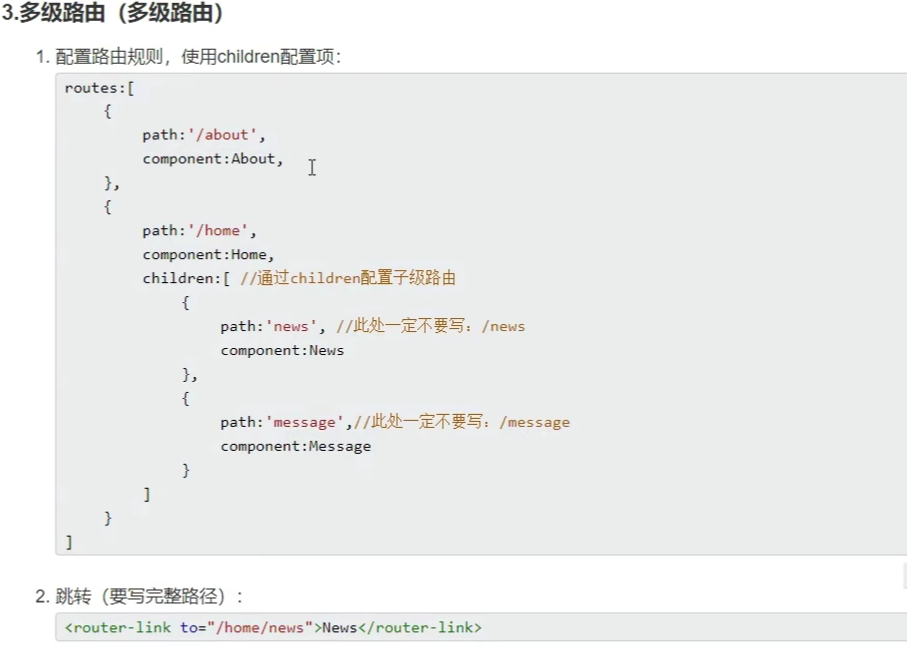 3.多级路由（多级路由）
1. 配置路由规则，使用children配置项：
routes:[
    {
        path:'/about',
        component:About,
    },
    {
        path:'/home',
        component:Home,
        children:[ //通过children配置子级路由
            {
                path:'news', //此处一定不要写：/news
                component:News
            },
            {
                path:'message',//此处一定不要写：/message
                component:Message
            }
        ]
    }
]
2. 跳转（要写完整路径）：
<router-link to="/home/news">News</router-link>